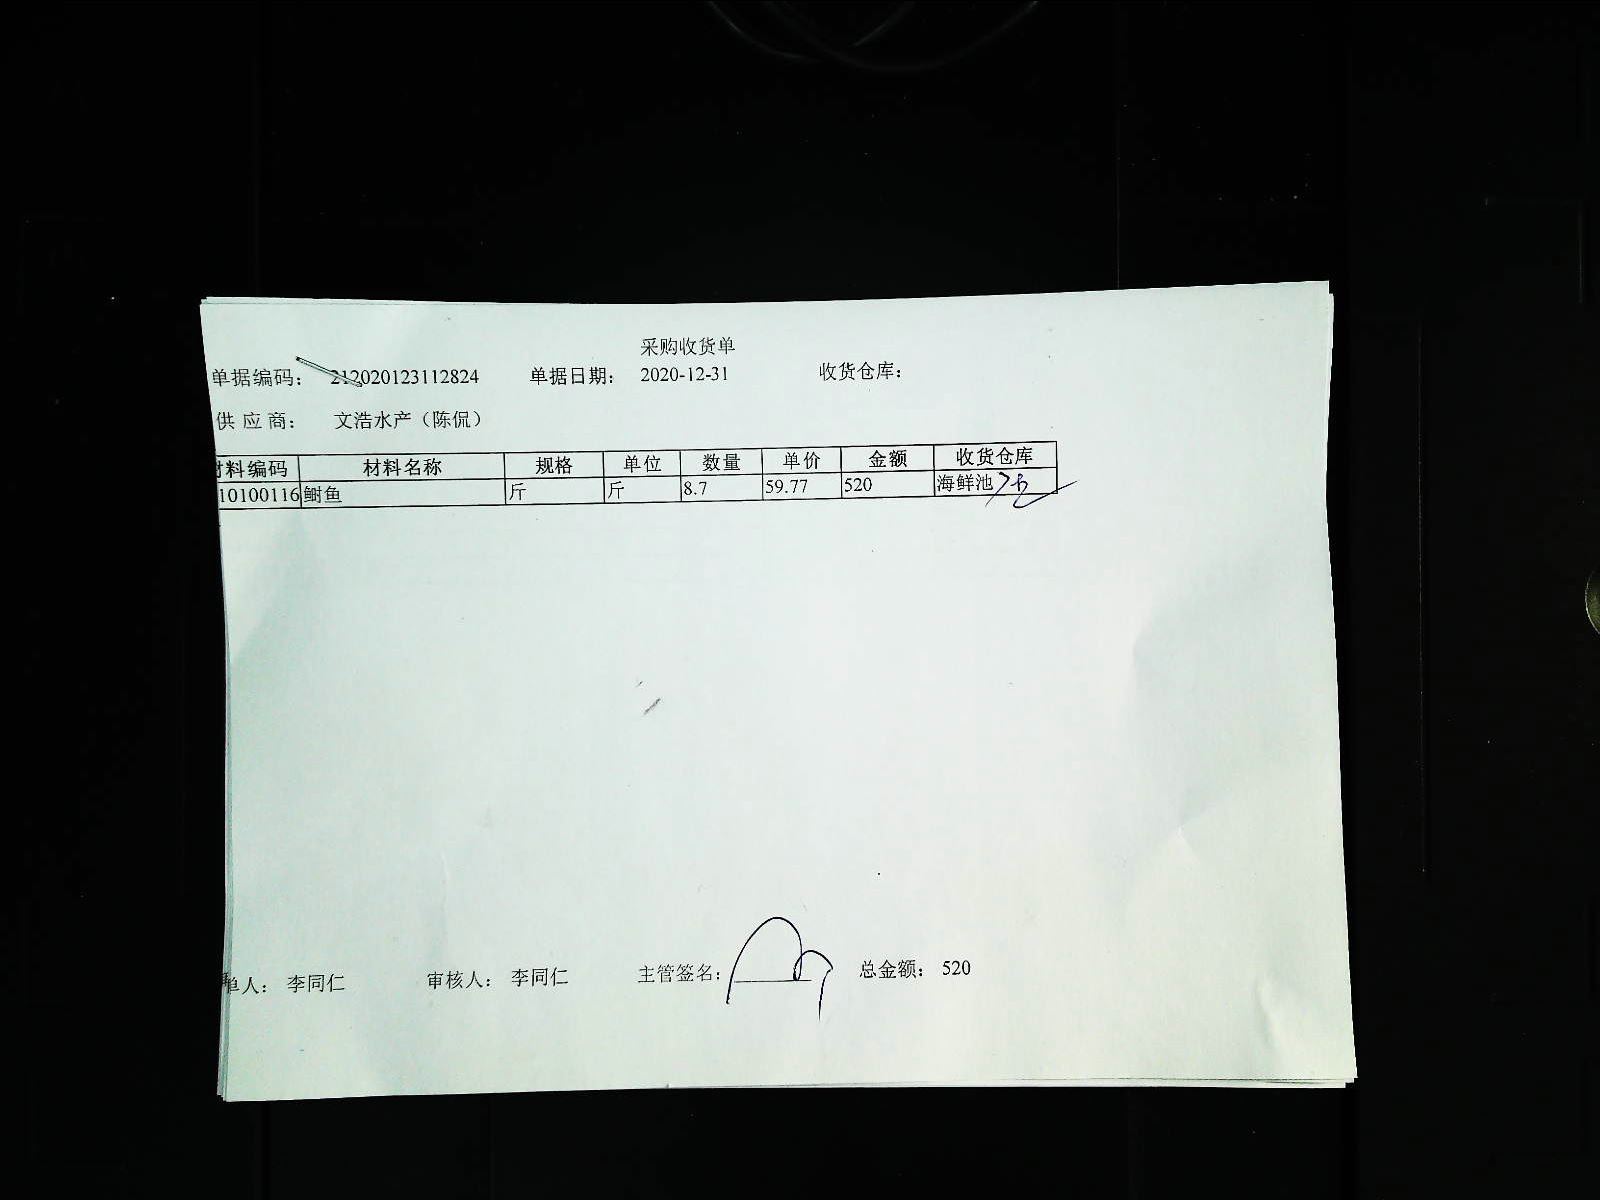 采购收货单
单据编码： 212020123112824 单据日期： 2020-12-31 收货仓库：
供 应 商： 文浩水产（陈侃）
材料编码 材料名称 规格 单位 数量 单价 金额 收货仓库
10100116 鲥鱼 斤 斤 8.7 59.77 520 海鲜池
单人： 李同仁 审核人： 李同仁 主管签名： 总金额： 520